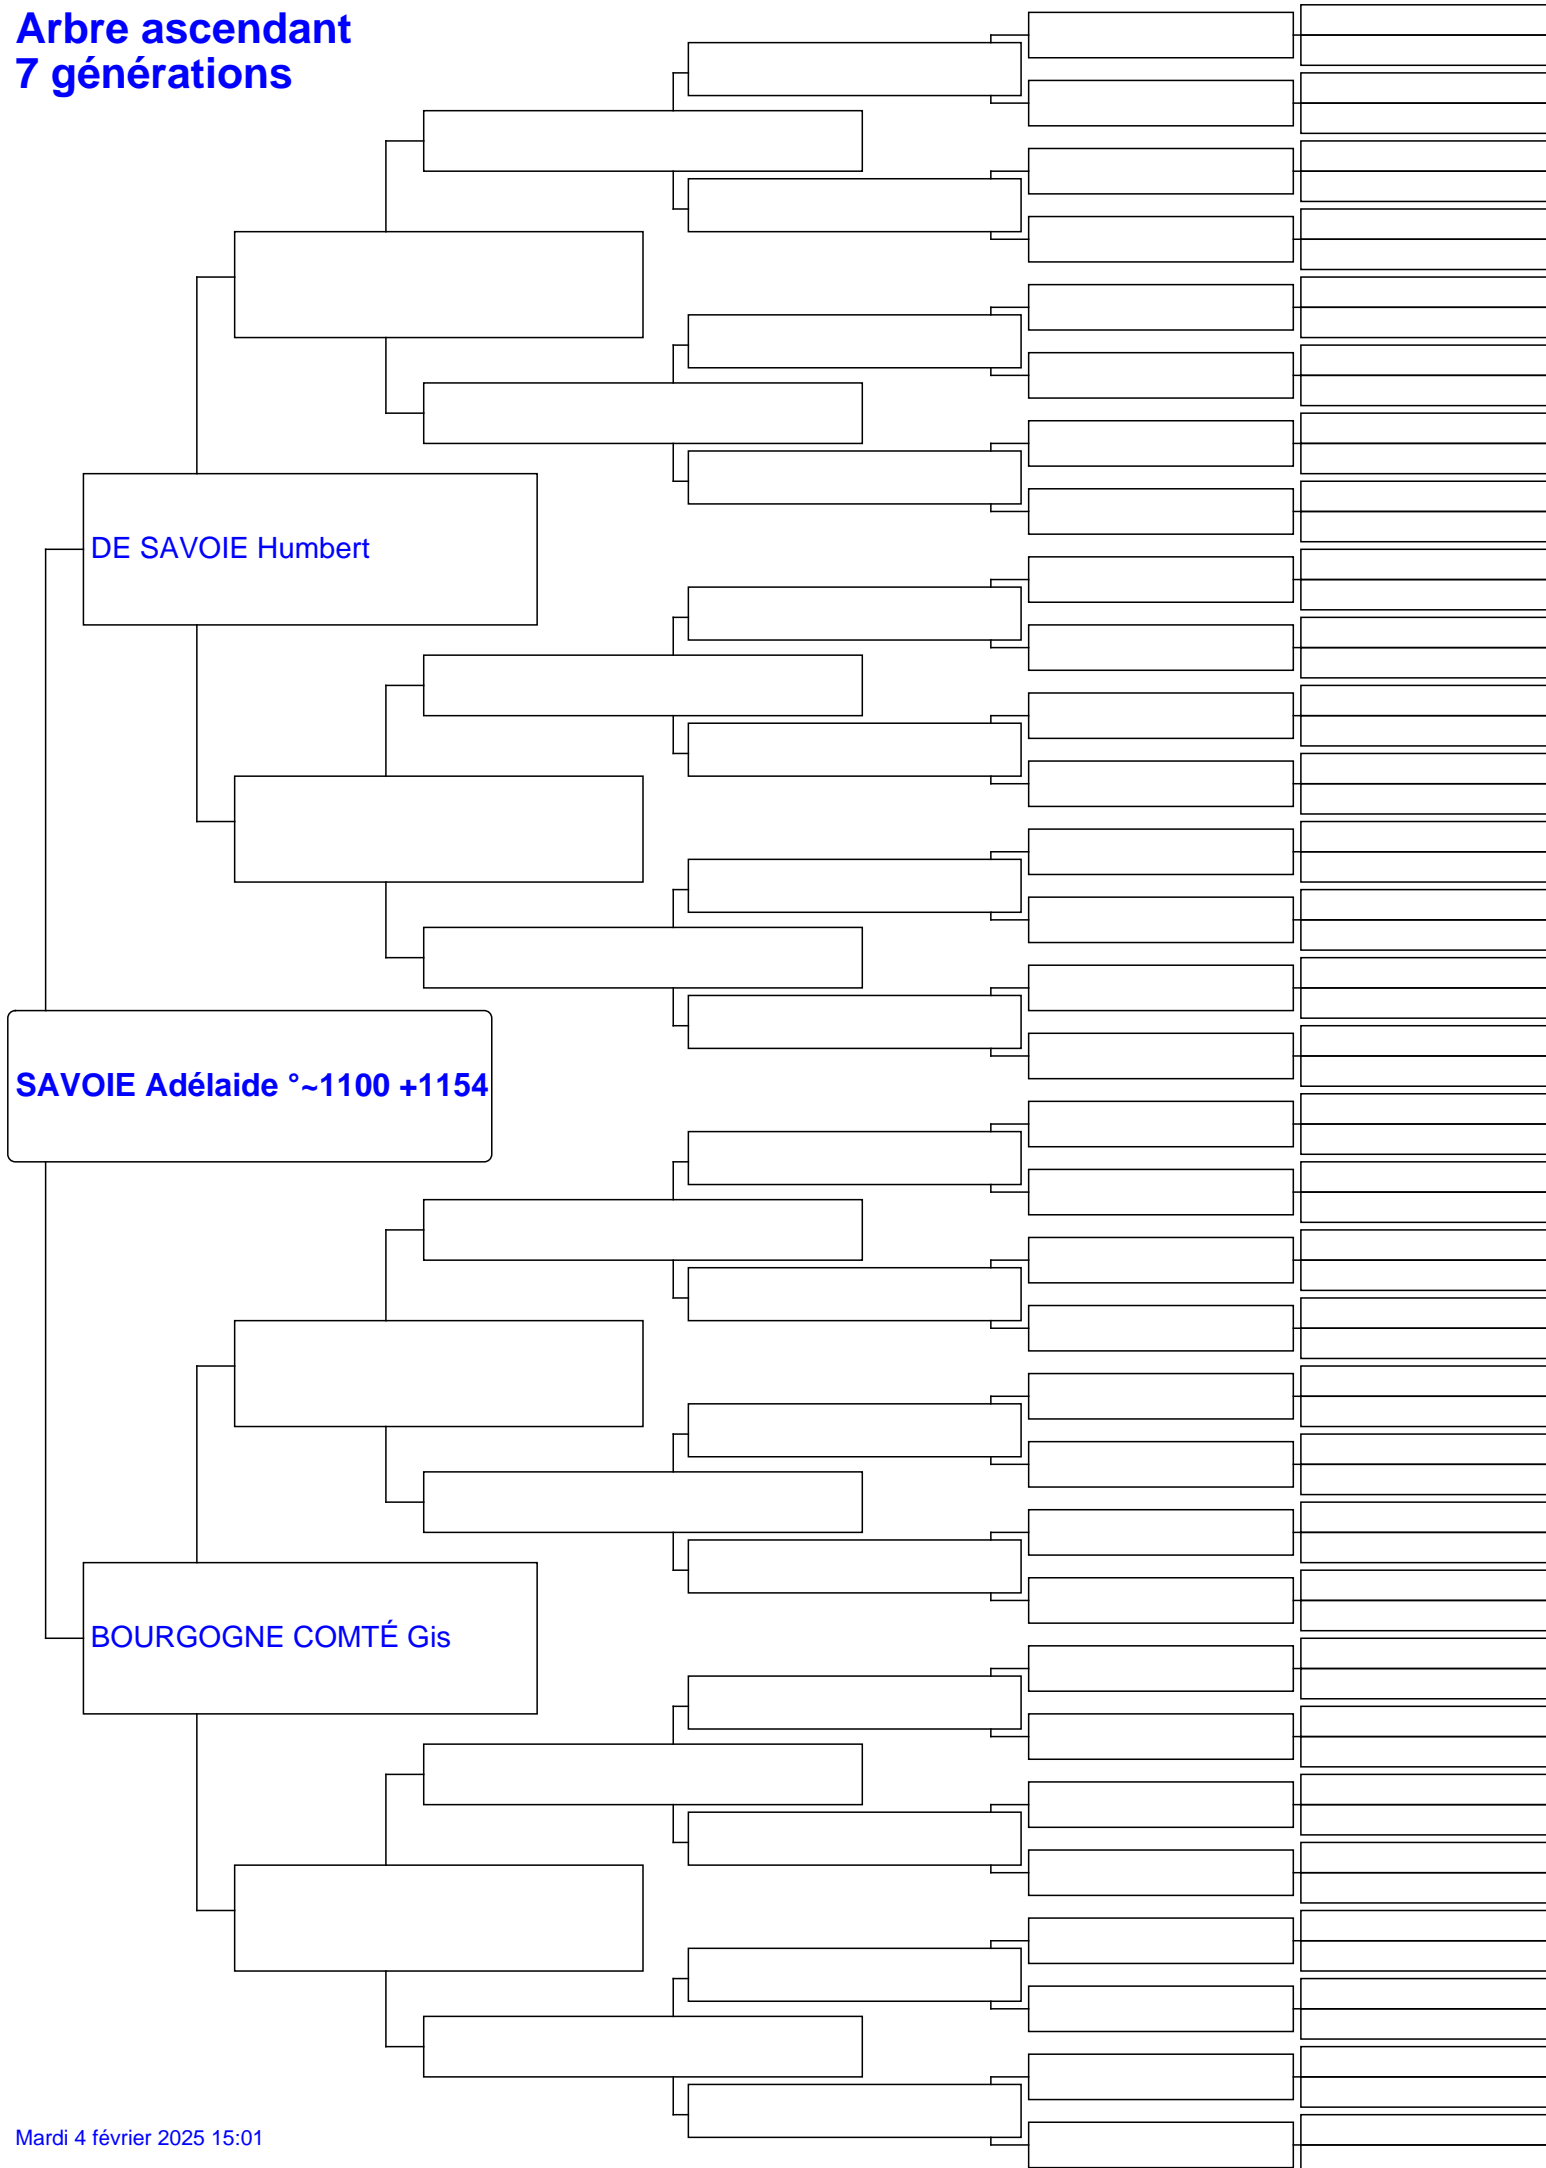 Arbre ascendant
7 générations
DE SAVOIE Humbert
SAVOIE Adélaide °~1100 +1154
BOURGOGNE COMTÉ Gis
Mardi 4 février 2025 15:01